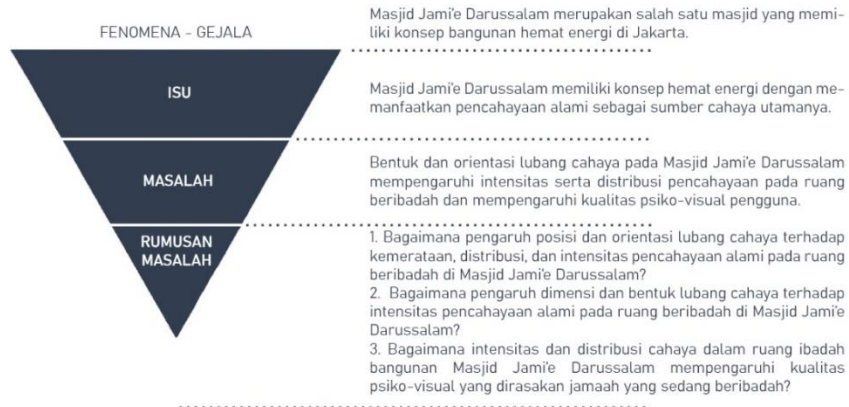 FENOMENA - GEJALA
Masjid Jami'e Darussalam merupakan salah satu masjid yang memi-
liki konsep bangunan hemat energi di Jakarta.
ISU
Masjid Jami'e Darussalam memiliki konsep hemat energi dengan me-
manfaatkan pencahayaan alami sebagai sumber cahaya utamanya.
MASALAH
Bentuk dan orientasi lubang cahaya pada Masjid Jami'e Darussalam
mempengaruhi intensitas serta distribusi pencahayaan pada ruang
beribadah dan mempengaruhi kualitas psiko-visual pengguna.
RUMUSAN
MASALAH
1. Bagaimana pengaruh posisi dan orientasi lubang cahaya terhadap
kemerataan, distribusi, dan intensitas pencahayaan alami pada ruang
beribadah di Masjid Jami'e Darussalam?
2. Bagaimana pengaruh dimensi dan bentuk lubang cahaya terhadap
intensitas pencahayaan alami pada ruang beribadah di Masjid Jami'e
Darussalam?
3. Bagaimana intensitas dan distribusi cahaya dalam ruang ibadah
bangunan Masjid Jami'e Darussalam mempengaruhi kualitas
psiko-visual yang dirasakan jamaah yang sedang beribadah?